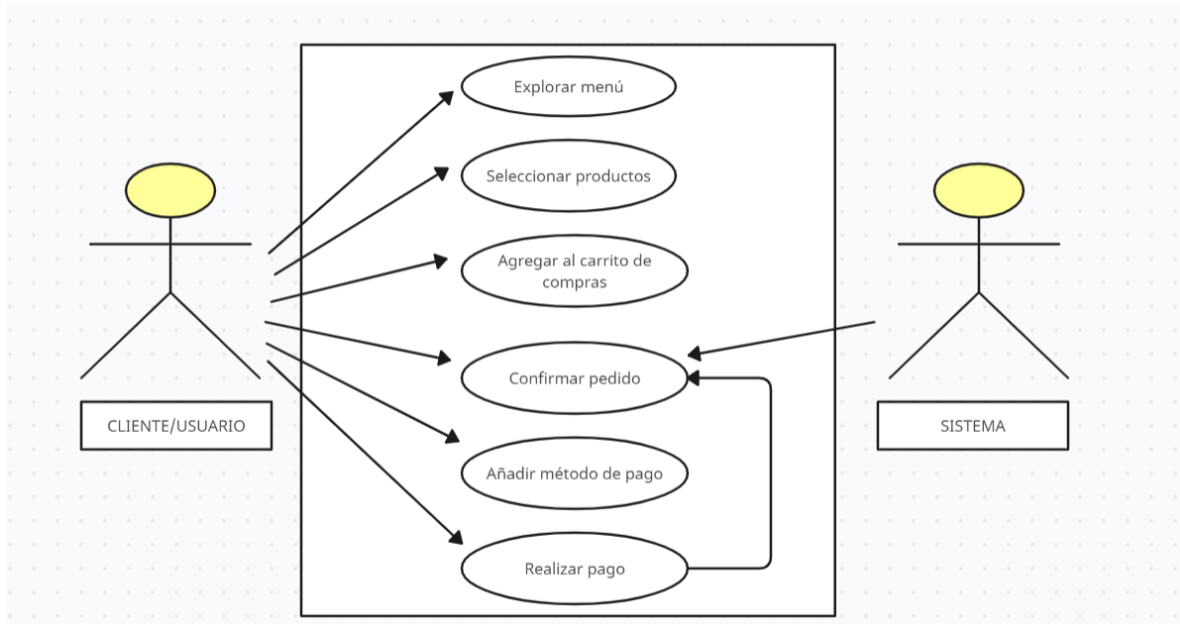 Explorar menú
Seleccionar productos
Agregar al carrito de
compras
Confirmar pedido
Añadir método de pago
Realizar pago
CLIENTE/USUARIO
SISTEMA